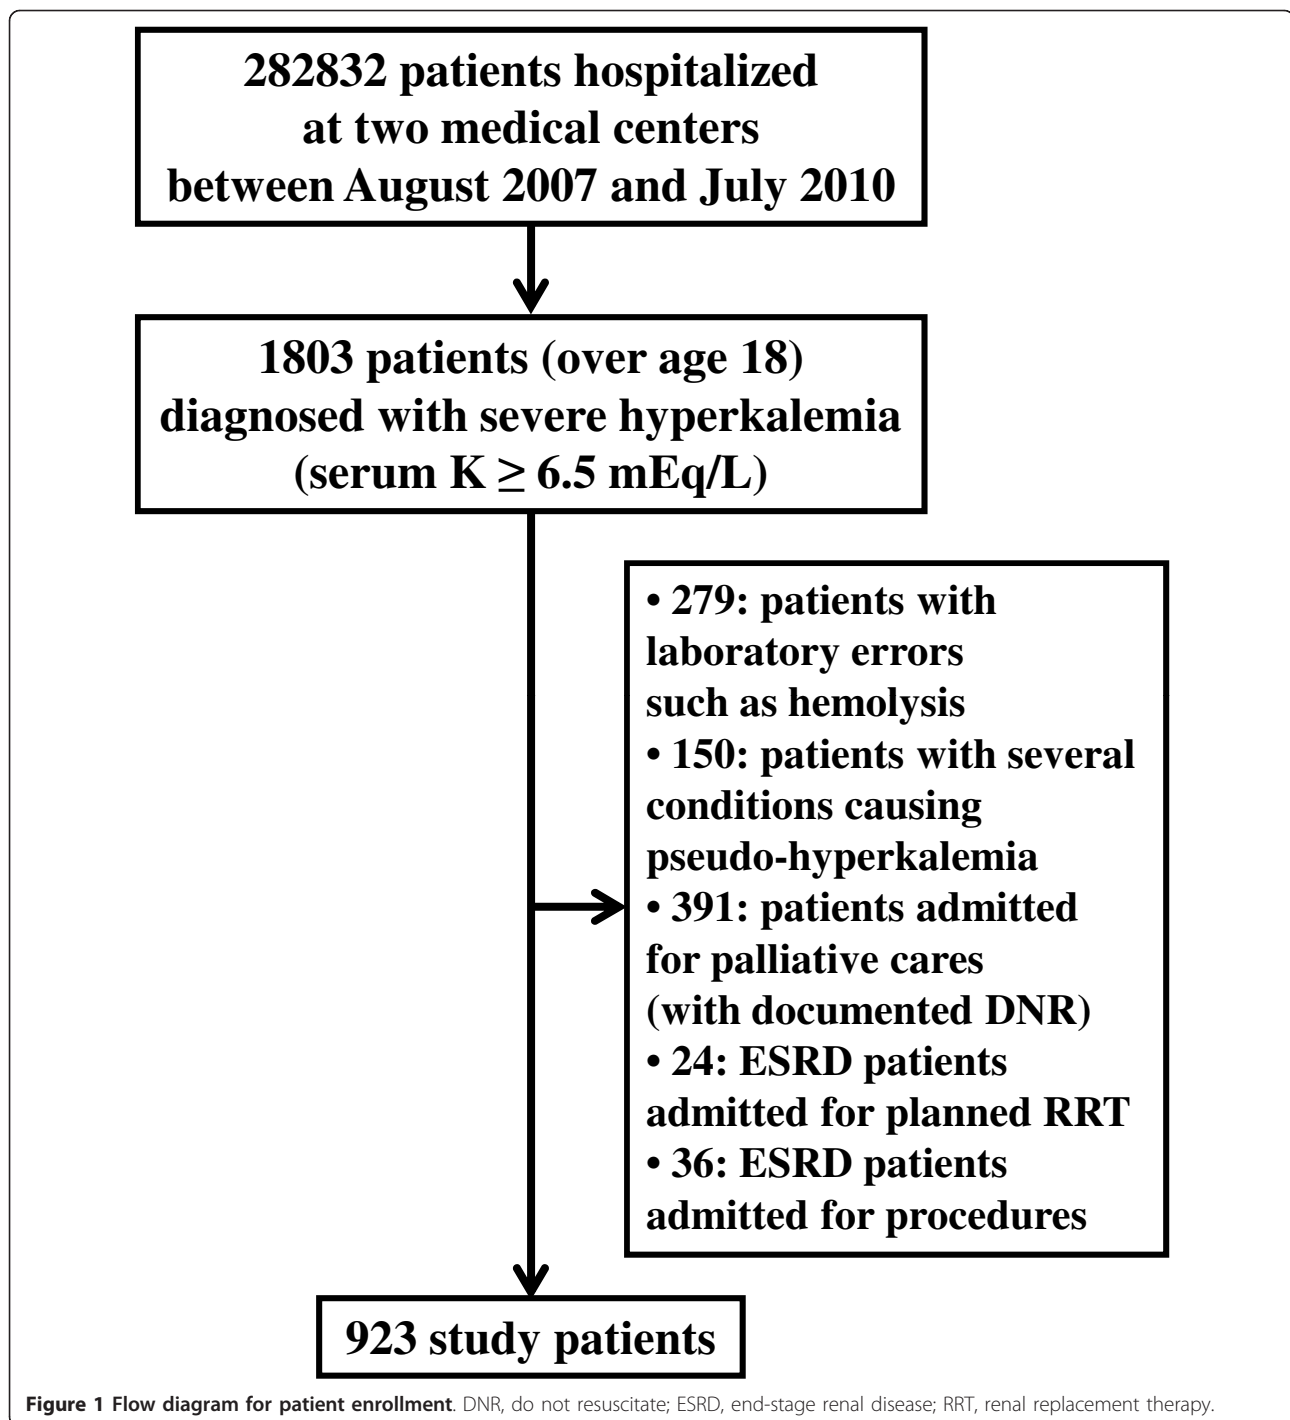 282832 patients hospitalized
at two medical centers
between August 2007 and July 2010
1803 patients (over age 18)
diagnosed with severe hyperkalemia
(serum K ≥ 6.5 mEq/L)
• 279: patients with
laboratory errors
such as hemolysis
• 150: patients with several
conditions causing
pseudo-hyperkalemia
• 391: patients admitted
for palliative cares
(with documented DNR)
• 24: ESRD patients
admitted for planned RRT
• 36: ESRD patients
admitted for procedures
923 study patients
Figure 1 Flow diagram for patient enrollment. DNR, do not resuscitate; ESRD, end-stage renal disease; RRT, renal replacement therapy.